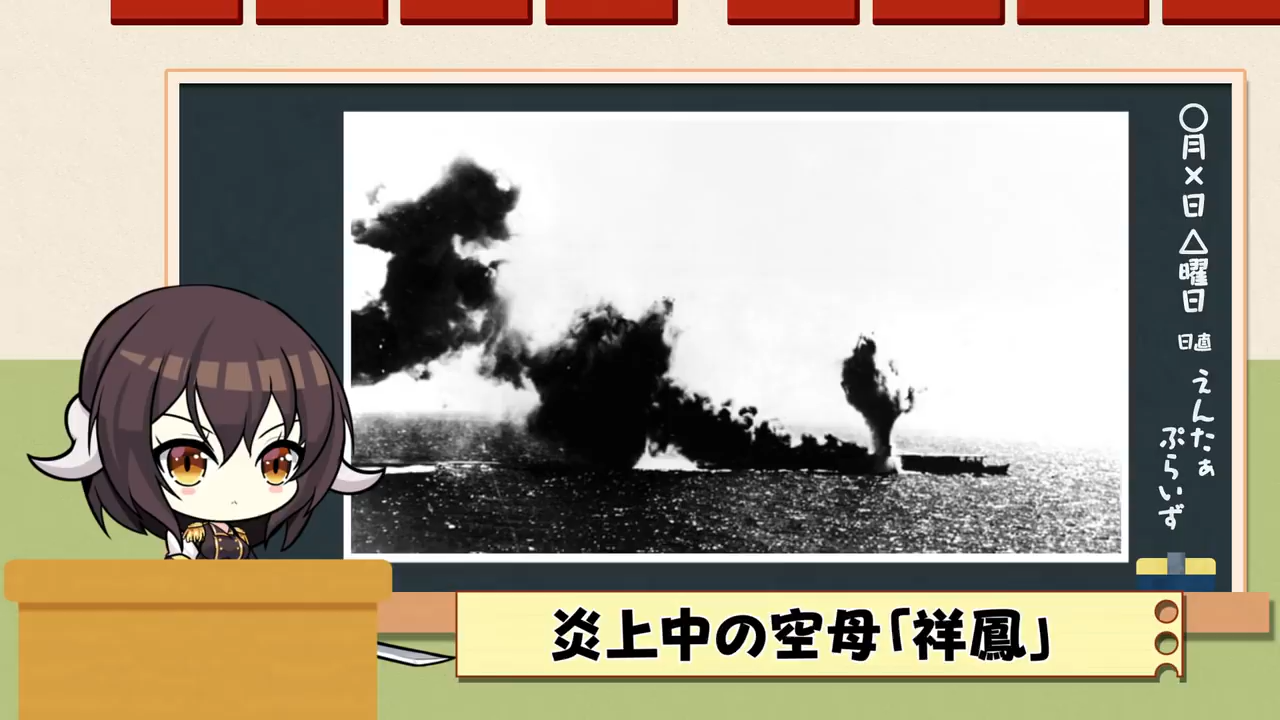 〇月×日△曜日
日直 えんたぁ
ぷらいず
炎上中の空母「祥鳳」